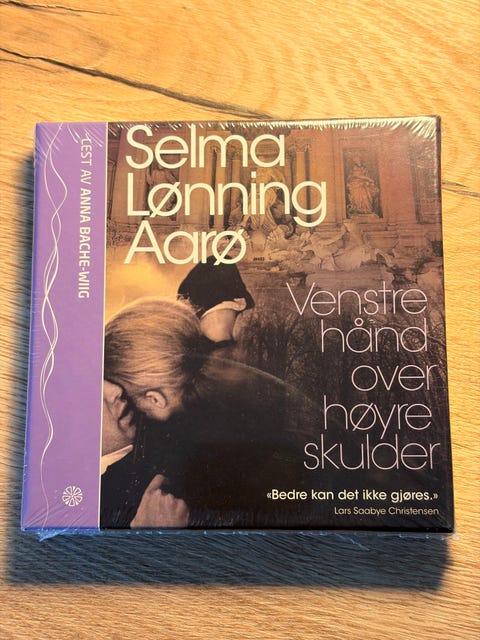 LEST AV ANNA BACHE-WIIG
Selma
Lønning
Aarø
Venstre
hånd
over
høyre
skulder
«Bedre kan det ikke gjøres.»
Lars Saabye Christensen